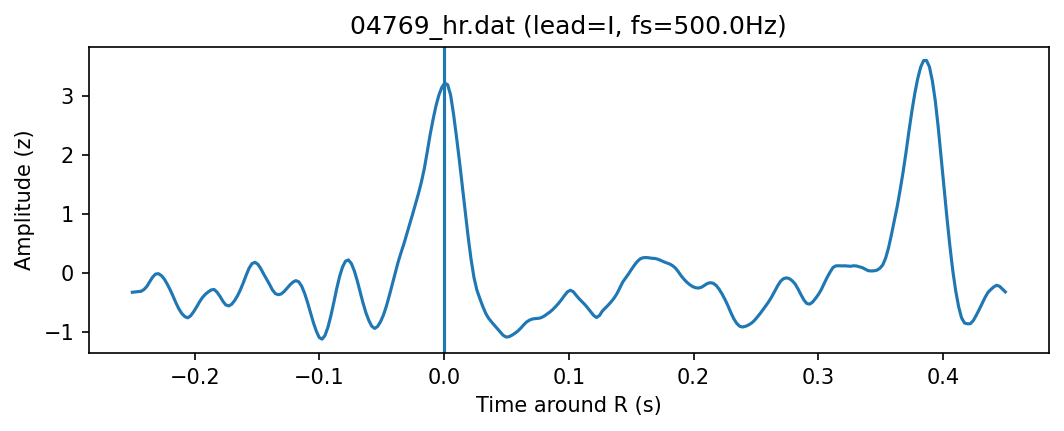 04769_hr.dat (lead=I, fs=500.0Hz)
Amplitude (z)
3
2
1
0
−1
−0.2 −0.1 0.0 0.1 0.2 0.3 0.4
Time around R (s)